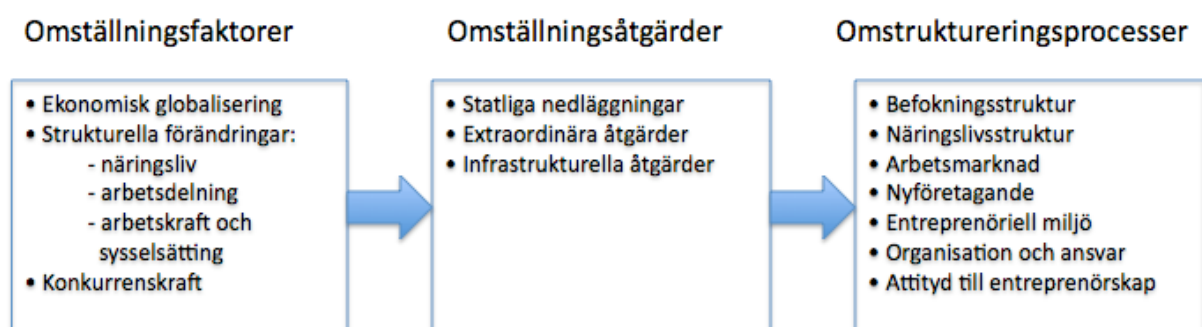 Omställningsfaktorer
• Ekonomisk globalisering
• Strukturella förändringar:
- näringsliv
- arbetsdelning
- arbetskraft och
sysselsätting
• Konkurrenskraft
Omställningsåtgärder
• Statliga nedläggningar
• Extraordinära åtgärder
• Infrastrukturella åtgärder
Omstruktureringsprocesser
• Befokningsstruktur
• Näringslivsstruktur
• Arbetsmarknad
• Nyföretagande
• Entreprenöriell miljö
• Organisation och ansvar
• Attityd till entreprenörskap